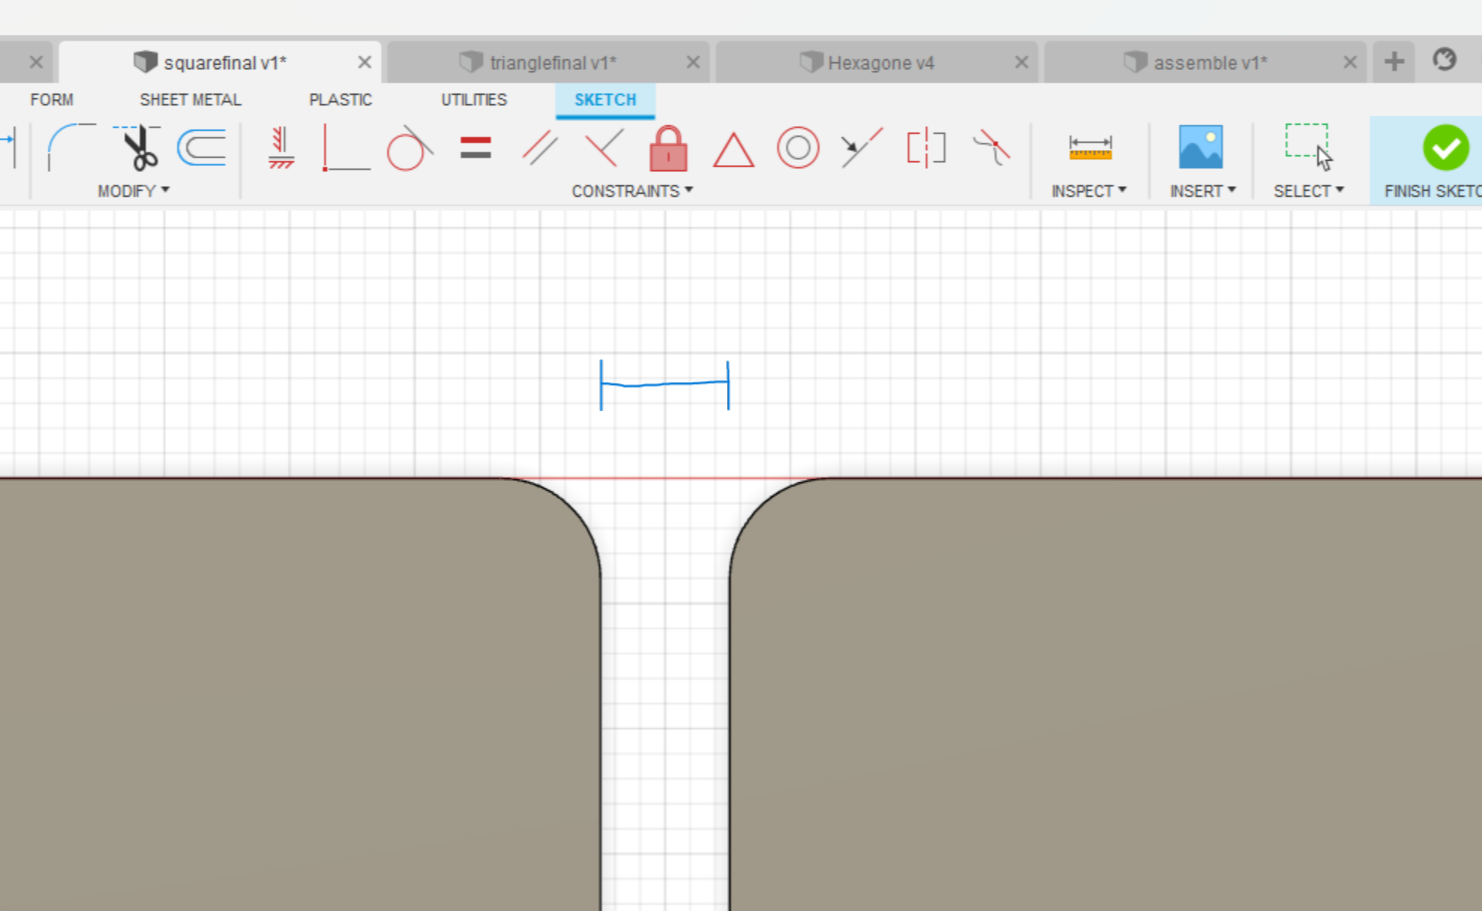 squarefinal v1* trianglefinal v1* Hexagone v4 assemble v1*
FORM SHEET METAL PLASTIC UTILITIES SKETCH
MODIFY CONSTRAINTS INSPECT INSERT SELECT FINISH SKETC